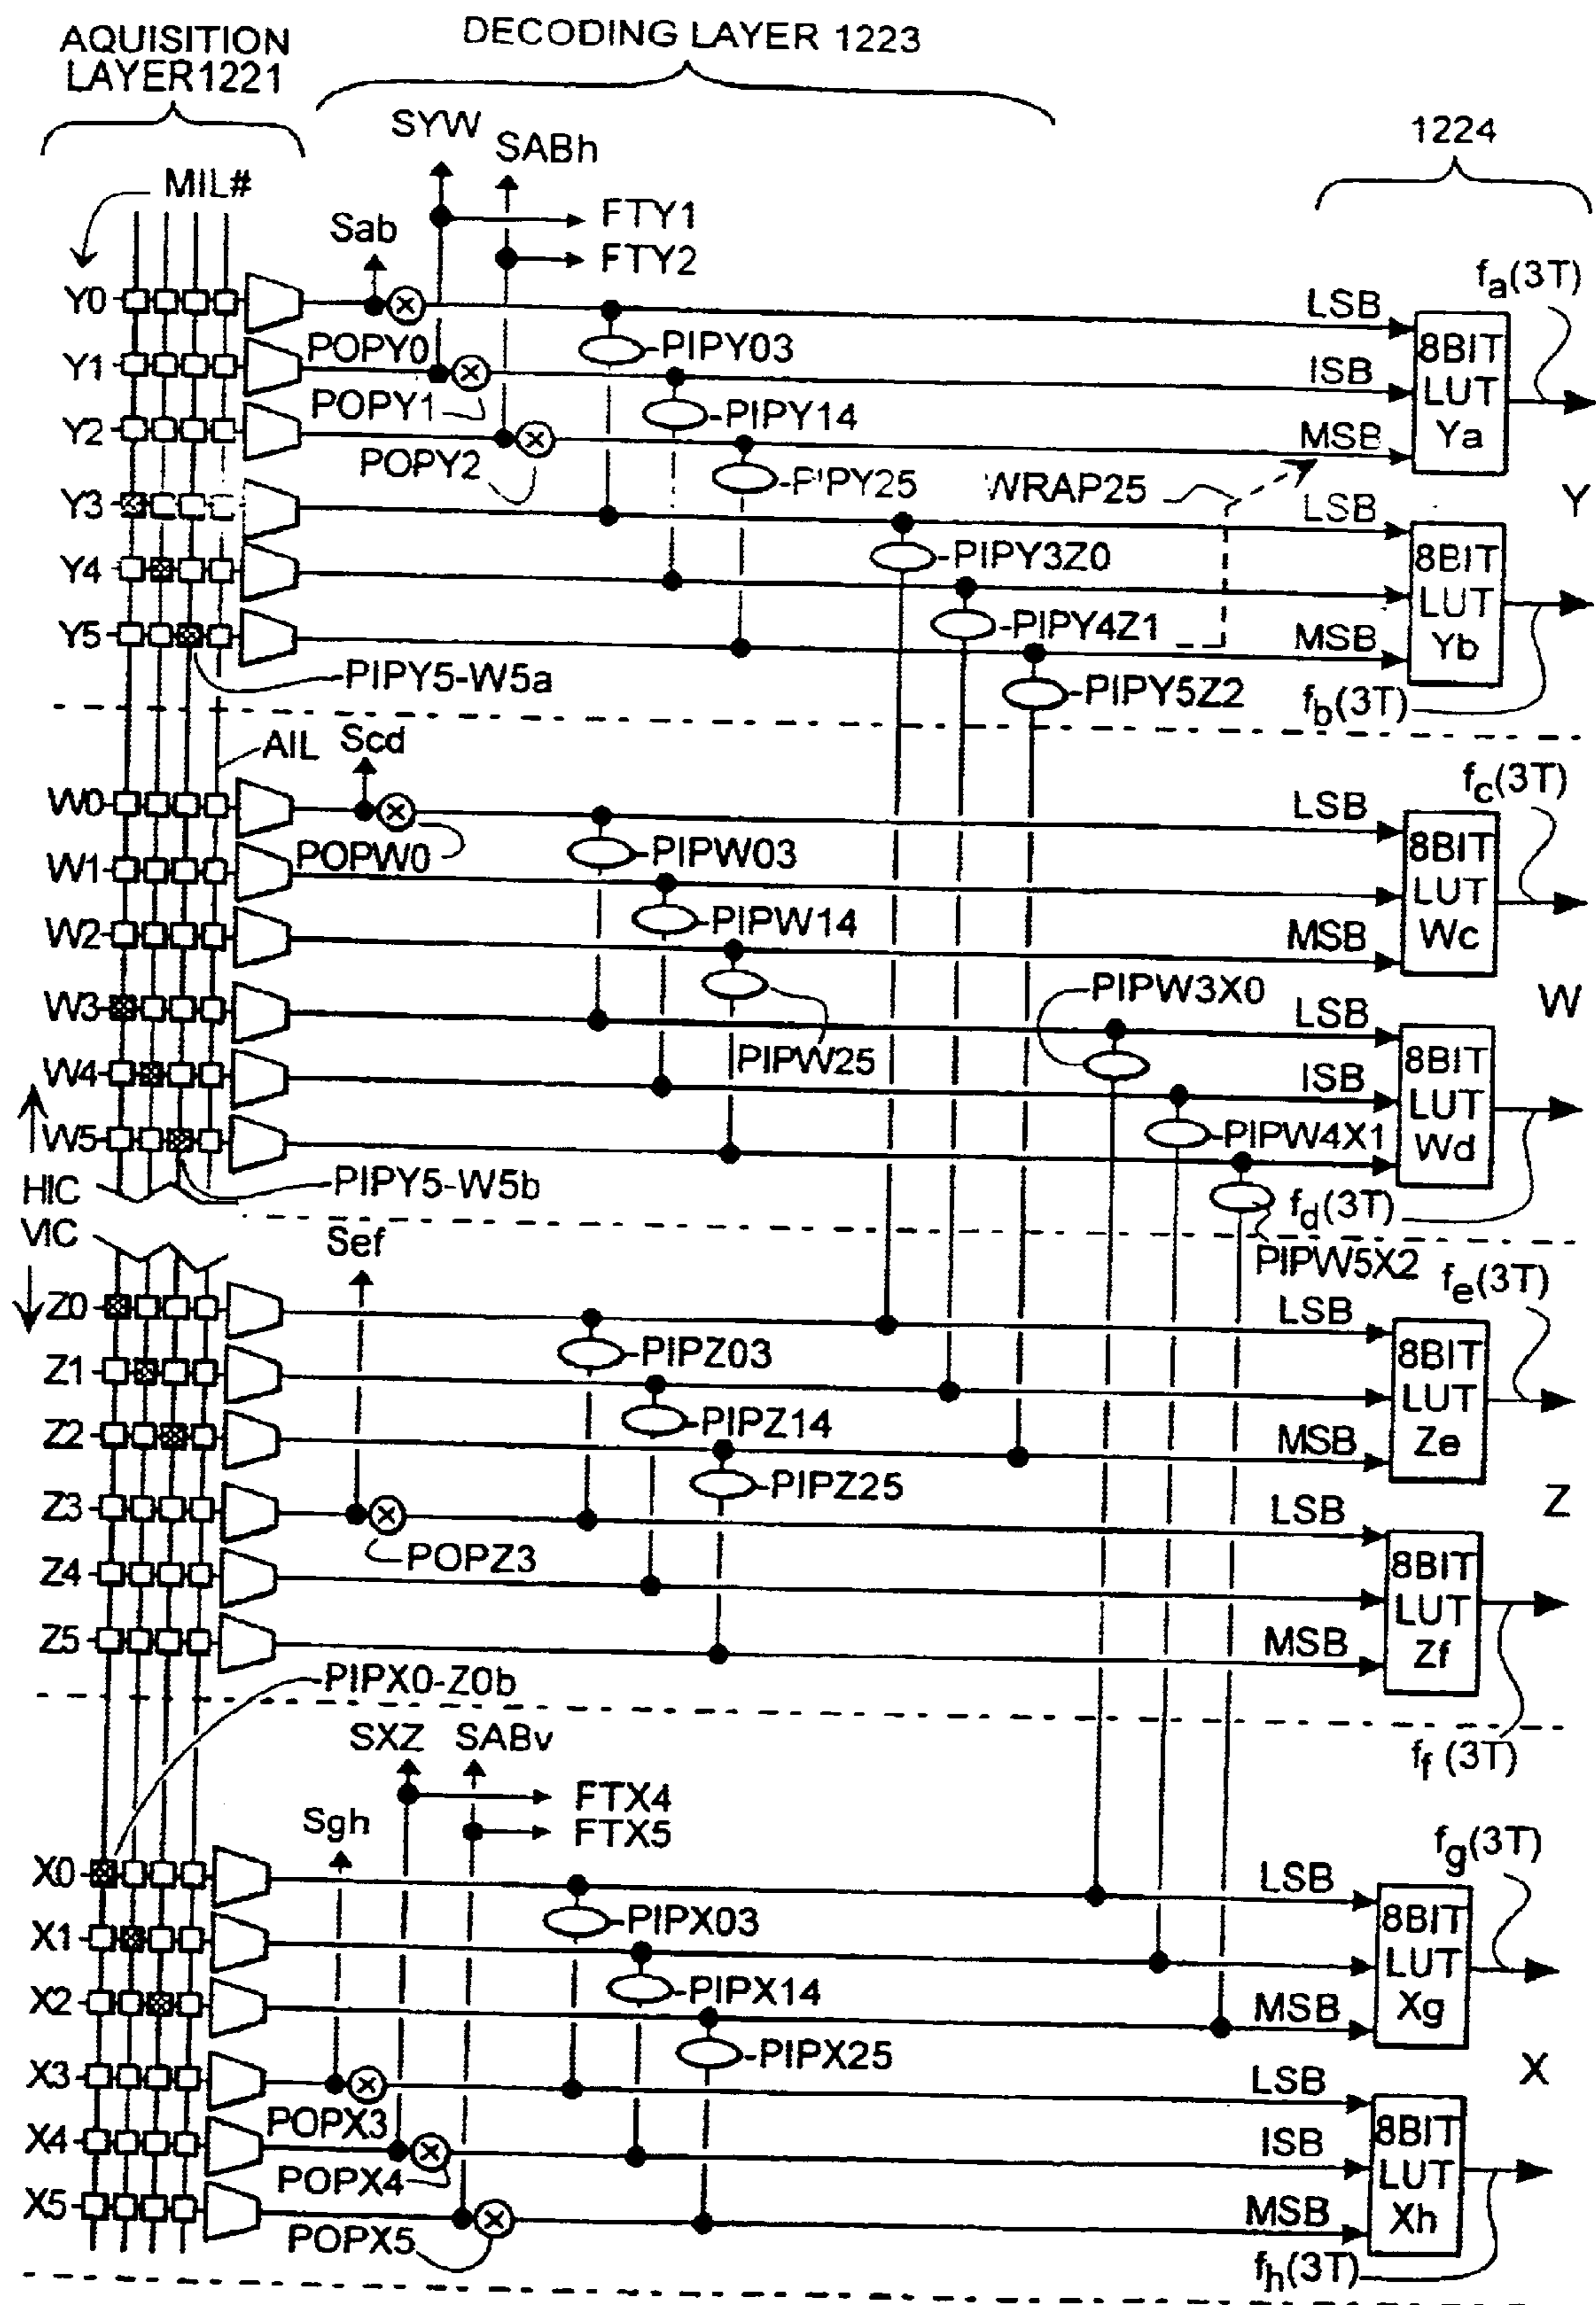 AQUISITION
LAYER1221
DECODING LAYER 1223
1224
SYW
SABh
MIL#
Sab
FTY1
FTY2
fa(3T)
Y0
LSB
POPY0
PIPY03
8BIT
LUT
Ya
Y1
ISB
POPY1
PIPY14
Y2
MSB
POPY2
PIPY25
WRAP25
Y
Y3
LSB
PIPY3Z0
8BIT
LUT
Yb
Y4
PIPY4Z1
Y5
MSB
PIPY5-W5a
PIPY5Z2
fb(3T)
AIL
Scd
fc(3T)
W0
LSB
POPW0
PIPW03
8BIT
LUT
Wc
W1
PIPW14
W2
MSB
PIPW3X0
W
W3
LSB
PIPW25
8BIT
LUT
Wd
W4
ISB
PIPW4X1
W5
PIPY5-W5b
fd(3T)
HIC
VIC
Sef
PIPW5X2
fe(3T)
Z0
LSB
PIPZ03
8BIT
LUT
Ze
Z1
PIPZ14
Z2
MSB
PIPZ25
Z
Z3
LSB
POPZ3
8BIT
LUT
Zf
Z4
Z5
MSB
PIPX0-Z0b
SXZ
SABv
ff (3T)
FTX4
Sgh
FTX5
fg(3T)
X0
LSB
PIPX03
8BIT
LUT
Xg
X1
PIPX14
X2
MSB
PIPX25
X
X3
LSB
POPX3
8BIT
LUT
Xh
X4
ISB
POPX4
X5
MSB
POPX5
fh(3T)